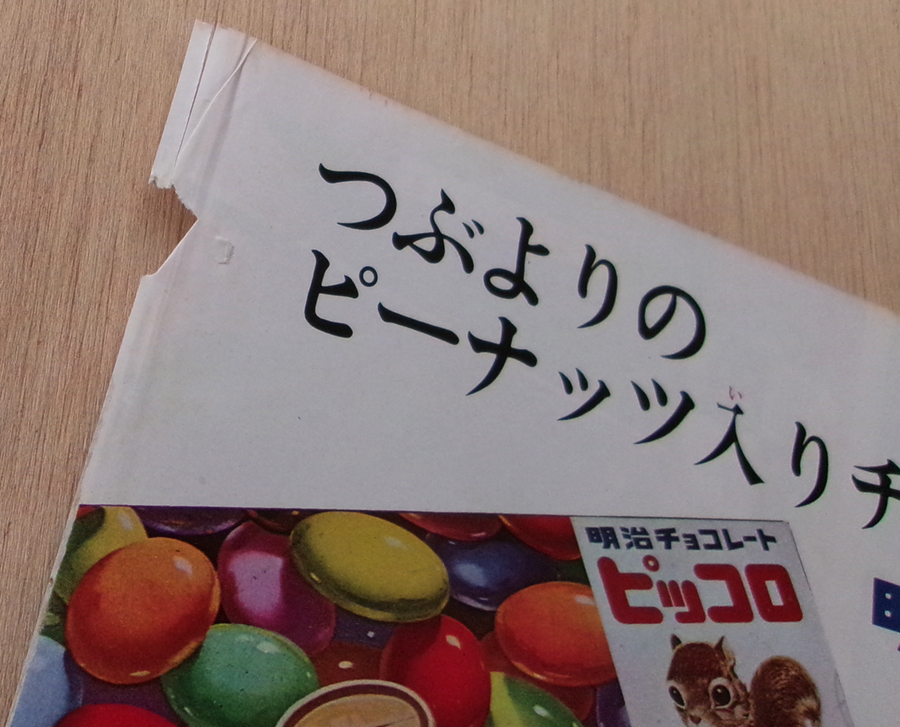 つぶよりの
ピーナッツ入りチ
い
明治チョコレート
ピッコロ